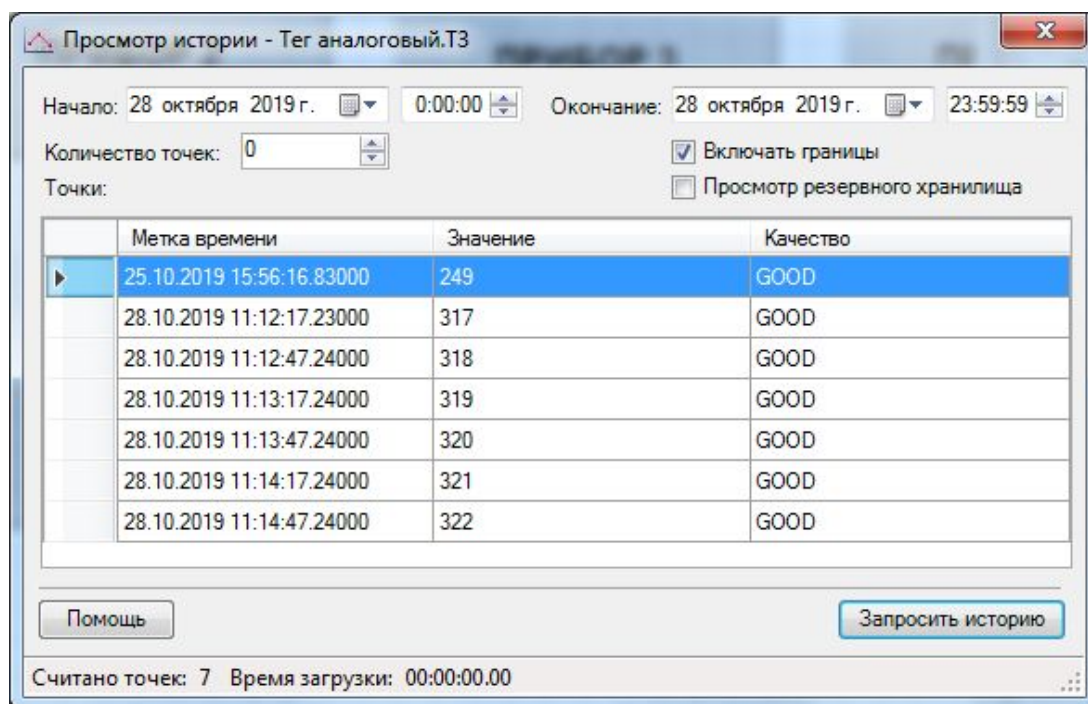 Просмотр истории - Тег аналоговый.ТЗ
Начало: 28 октября 2019 г. 0:00:00 Окончание: 28 октября 2019 г. 23:59:59
Количество точек: 0 Включать границы
Точки: Просмотр резервного хранилища
Метка времени Значение Качество
25.10.2019 15:56:16.83000 249 GOOD
28.10.2019 11:12:17.23000 317 GOOD
28.10.2019 11:12:47.24000 318 GOOD
28.10.2019 11:13:17.24000 319 GOOD
28.10.2019 11:13:47.24000 320 GOOD
28.10.2019 11:14:17.24000 321 GOOD
28.10.2019 11:14:47.24000 322 GOOD
Помощь Запросить историю
Считано точек: 7 Время загрузки: 00:00:00.00